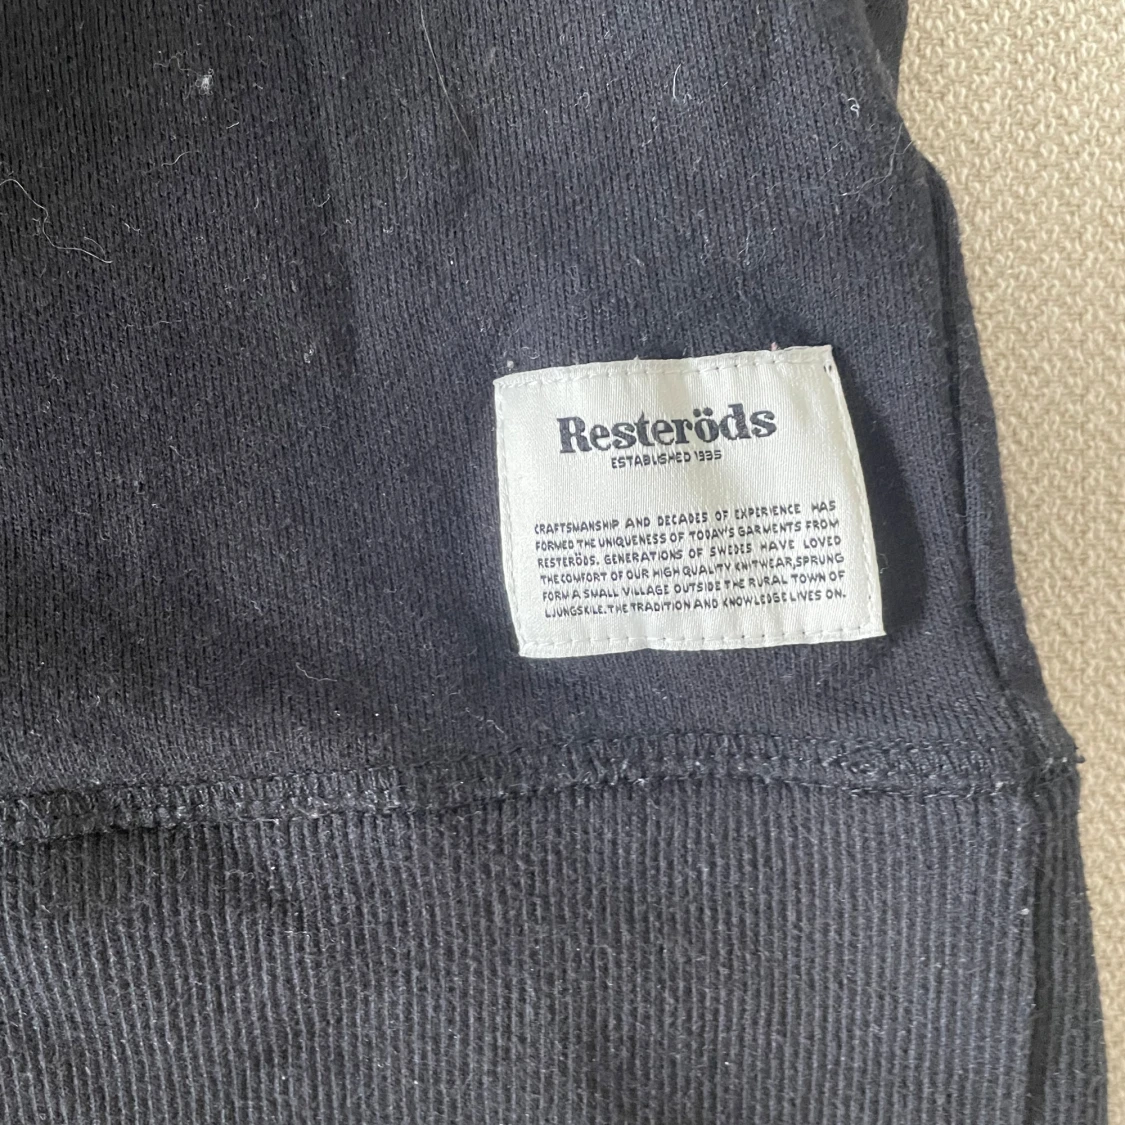 Resteröds
ESTABLISHED 1935
CRAFTSMANSHIP AND DECADES OF EXPERIENCE HAS
FORMED THE UNIQUENESS OF TODAY'S GARMENTS FROM
RESTERÖDS. GENERATIONS OF SWEDES HAVE LOVED
THE COMFORT OF OUR HIGH QUALITY KNITWEAR, SPRUNG
FORM A SMALL VILLAGE OUTSIDE THE RURAL TOWN OF
LJUNGSKILE. THE TRADITION AND KNOWLEDGE LIVES ON.